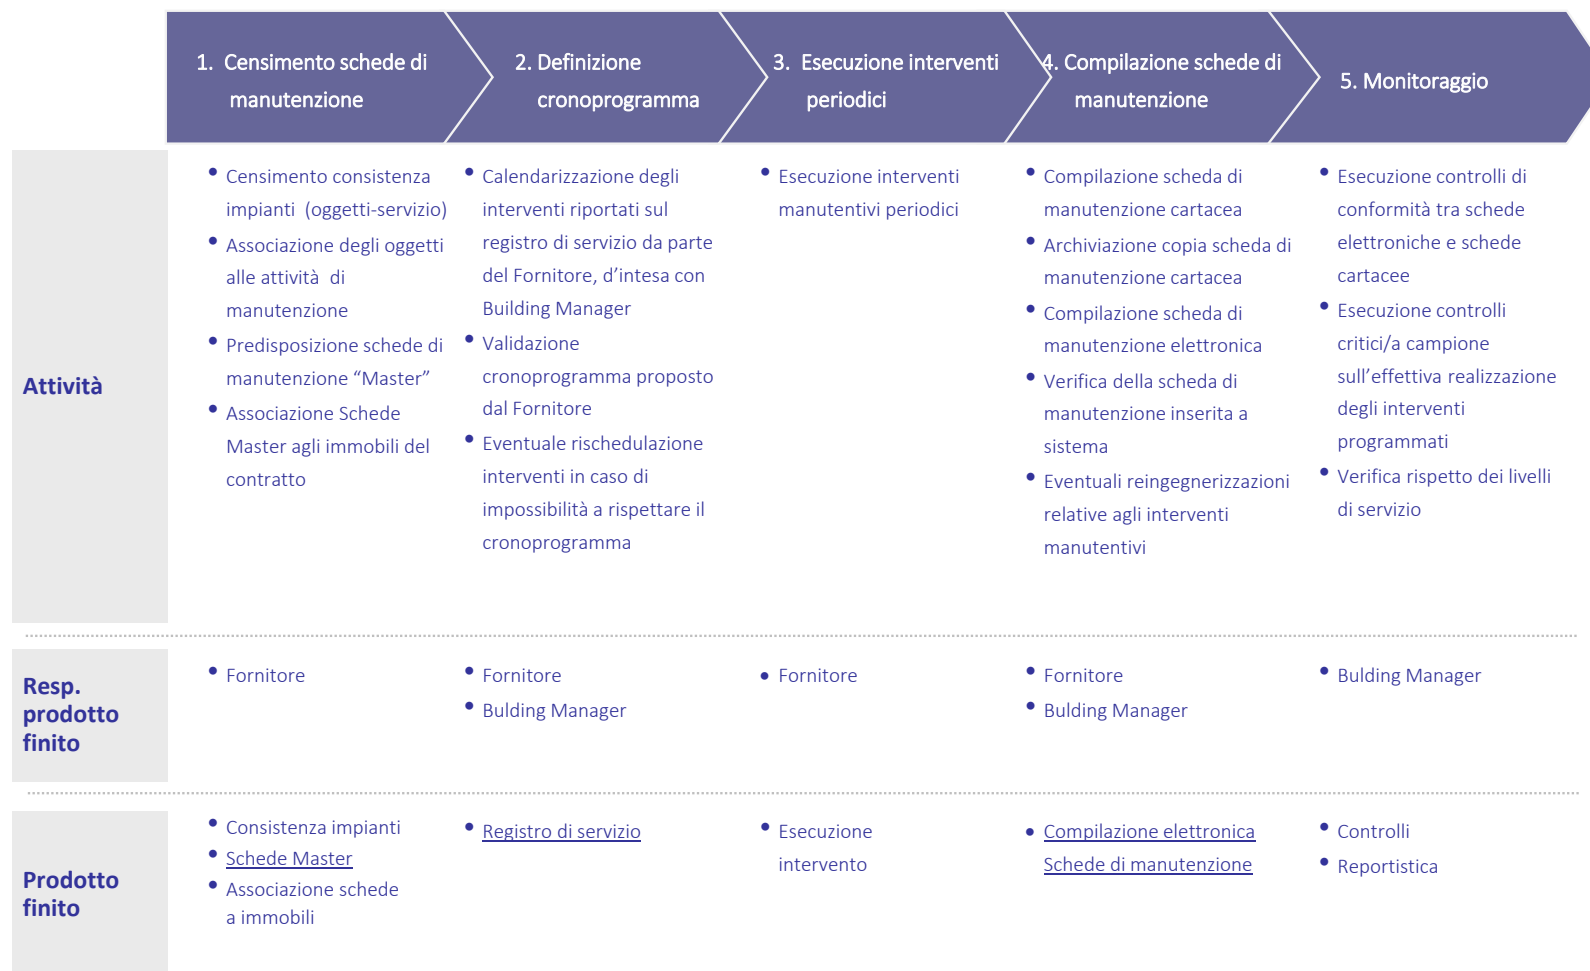 1. Censimento schede di
manutenzione
2. Definizione
cronoprogramma
3. Esecuzione interventi
periodici
4. Compilazione schede di
manutenzione
5. Monitoraggio
Attività
• Censimento consistenza
impianti (oggetti-servizio)
• Associazione degli oggetti
alle attività di
manutenzione
• Predisposizione schede di
manutenzione “Master”
• Associazione Schede
Master agli immobili del
contratto
• Calendarizzazione degli
interventi riportati sul
registro di servizio da parte
del Fornitore, d’intesa con
Building Manager
• Validazione
cronoprogramma proposto
dal Fornitore
• Eventuale rischedulazione
interventi in caso di
impossibilità a rispettare il
cronoprogramma
• Esecuzione interventi
manutentivi periodici
• Compilazione scheda di
manutenzione cartacea
• Archiviazione copia scheda di
manutenzione cartacea
• Compilazione scheda di
manutenzione elettronica
• Verifica della scheda di
manutenzione inserita a
sistema
• Eventuali reingegnerizzazioni
relative agli interventi
manutentivi
• Esecuzione controlli di
conformità tra schede
elettroniche e schede
cartacee
• Esecuzione controlli
critici/a campione
sull’effettiva realizzazione
degli interventi
programmati
• Verifica rispetto dei livelli
di servizio
Resp.
prodotto
finito
• Fornitore
• Fornitore
• Bulding Manager
• Fornitore
• Fornitore
• Bulding Manager
• Bulding Manager
Prodotto
finito
• Consistenza impianti
• Schede Master
• Associazione schede
a immobili
• Registro di servizio
• Esecuzione
intervento
• Compilazione elettronica
Schede di manutenzione
• Controlli
• Reportistica